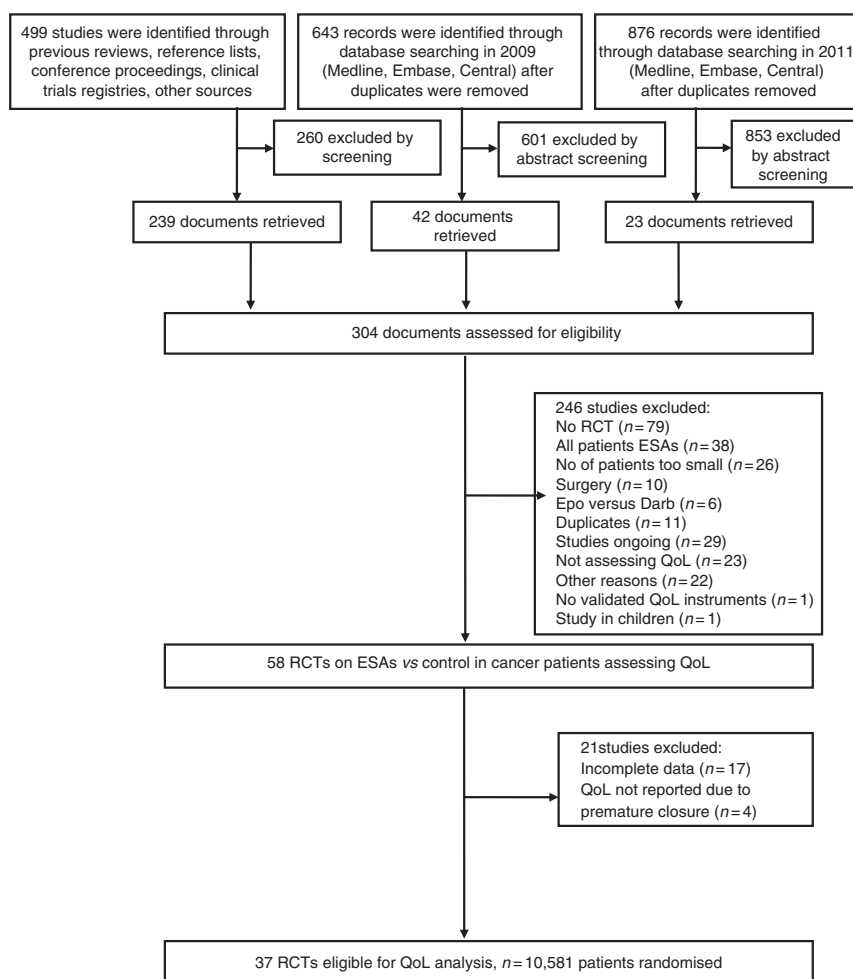 499 studies were identified through
previous reviews, reference lists,
conference proceedings, clinical
trials registries, other sources
643 records were identified through
database searching in 2009
(Medline, Embase, Central) after
duplicates were removed
876 records were identified
through database searching in 2011
(Medline, Embase, Central)
after duplicates removed
260 excluded by
screening
601 excluded by
abstract screening
853 excluded
by abstract
screening
239 documents retrieved
42 documents
retrieved
23 documents retrieved
304 documents assessed for eligibility
246 studies excluded:
No RCT (n=79)
All patients ESAs (n=38)
No of patients too small (n=26)
Surgery (n=10)
Epo versus Darb (n=6)
Duplicates (n=11)
Studies ongoing (n=29)
Not assessing QoL (n=23)
Other reasons (n=22)
No validated QoL instruments (n=1)
Study in children (n=1)
58 RCTs on ESAs vs control in cancer patients assessing QoL
21studies excluded:
Incomplete data (n=17)
QoL not reported due to
premature closure (n=4)
37 RCTs eligible for QoL analysis, n=10,581 patients randomised